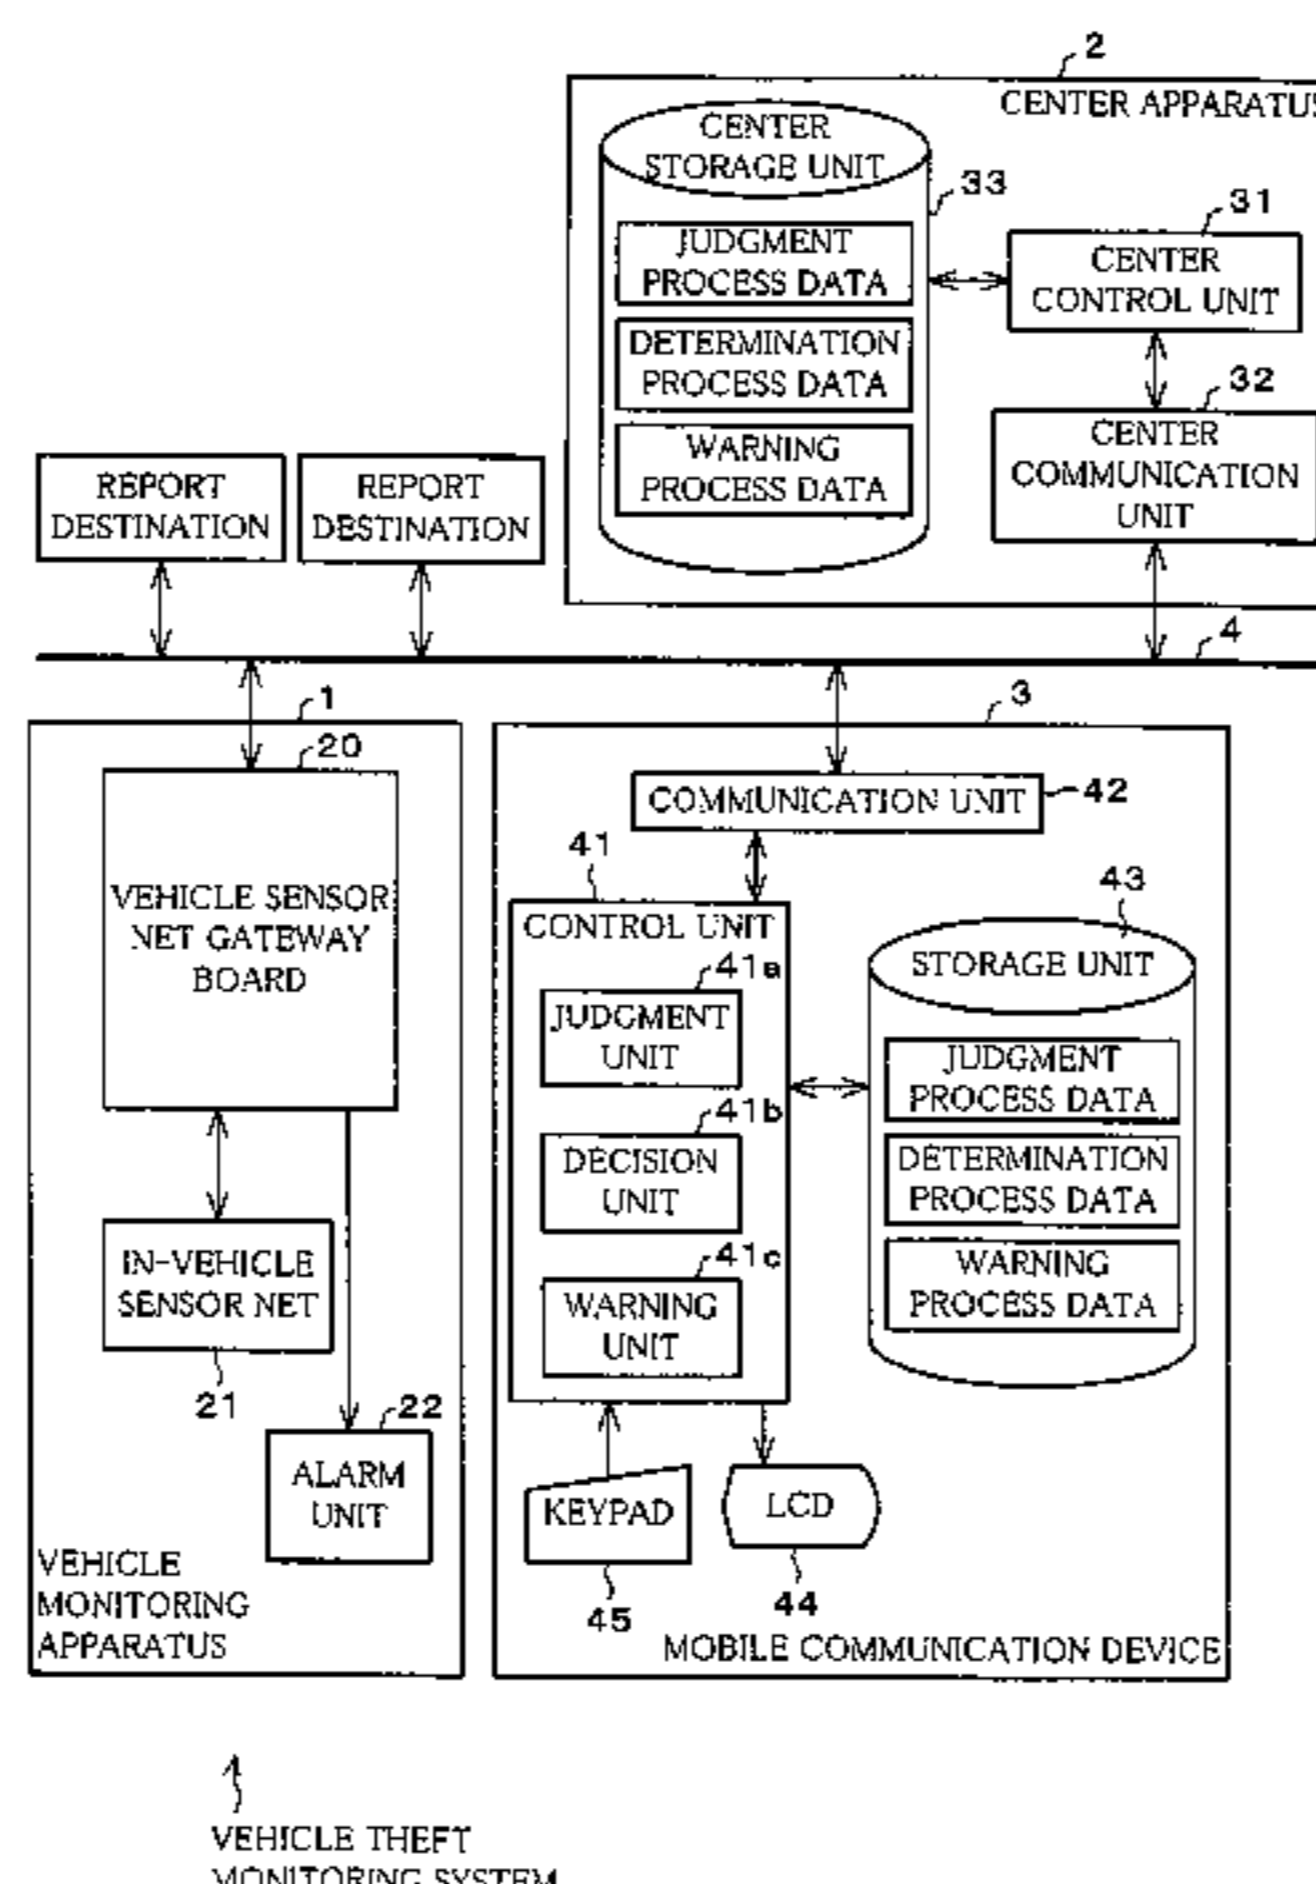 2
CENTER APPARATUS
CENTER
STORAGE UNIT
33
JUDGMENT
PROCESS DATA
DETERMINATION
PROCESS DATA
WARNING
PROCESS DATA
31
CENTER
CONTROL UNIT
32
CENTER
COMMUNICATION
UNIT
REPORT
DESTINATION
REPORT
DESTINATION
4
1
20
VEHICLE SENSOR
NET GATEWAY
BOARD
IN-VEHICLE
SENSOR NET
21
22
ALARM
UNIT
VEHICLE
MONITORING
APPARATUS
3
COMMUNICATION UNIT
42
41
CONTROL UNIT
41a
JUDGMENT
UNIT
41b
DECISION
UNIT
41c
WARNING
UNIT
43
STORAGE UNIT
JUDGMENT
PROCESS DATA
DETERMINATION
PROCESS DATA
WARNING
PROCESS DATA
KEYPAD
45
LCD
44
MOBILE COMMUNICATION DEVICE
VEHICLE THEFT
MONITORING SYSTEM